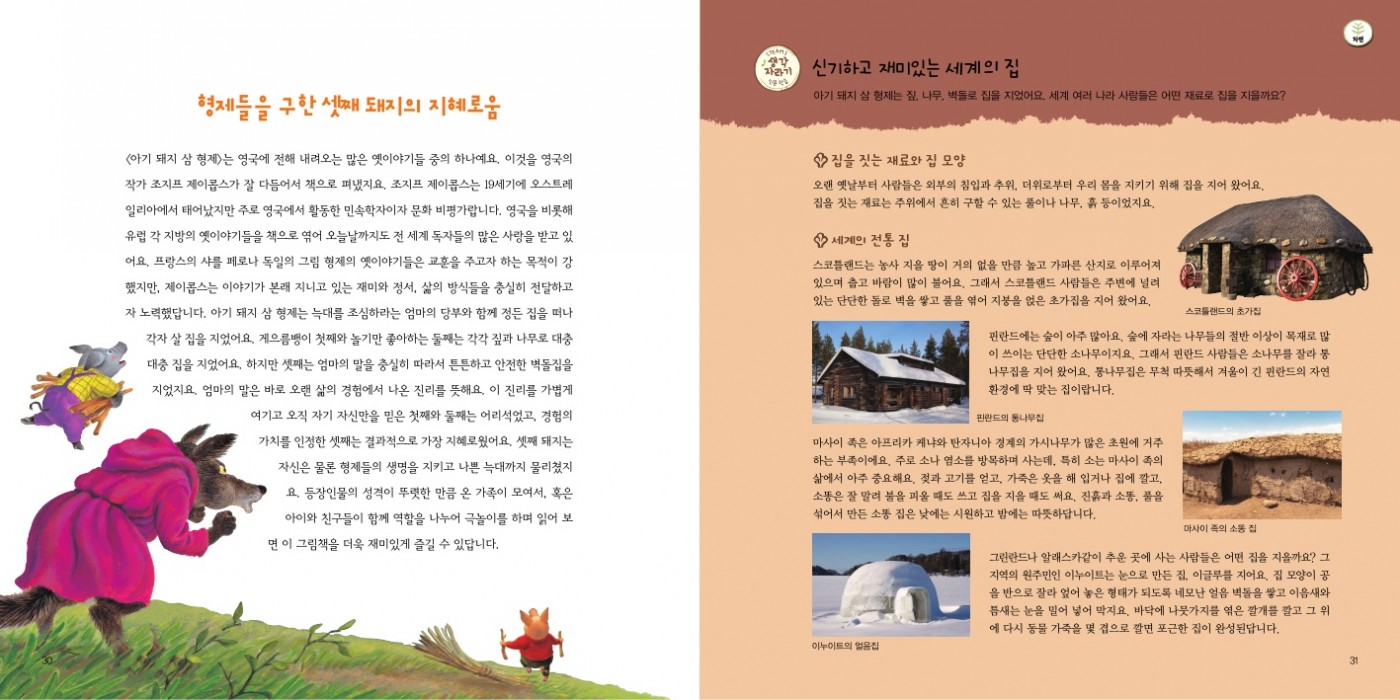 형제들을 구한 셋째 돼지의 지혜로움
《아기 돼지 삼 형제》는 영국에 전해 내려오는 많은 옛이야기들 중의 하나예요. 이것을 영국의
작가 조지프 제이콥스가 잘 다듬어서 책으로 펴냈지요. 조지프 제이콥스는 19세기에 오스트레
일리아에서 태어났지만 주로 영국에서 활동한 민속학자이자 문화 비평가랍니다. 영국을 비롯해
유럽 각 지방의 옛이야기들을 책으로 엮어 오늘날까지도 전 세계 독자들의 많은 사랑을 받고 있
어요. 프랑스의 샤를 페로나 독일의 그림 형제의 옛이야기들은 교훈을 주고자 하는 목적이 강
했지만, 제이콥스는 이야기가 본래 지니고 있는 재미와 정서, 삶의 방식들을 충실히 전달하고
자 노력했답니다. 아기 돼지 삼 형제는 늑대를 조심하라는 엄마의 당부와 함께 정든 집을 떠나
각자 살 집을 지었어요. 게으름뱅이 첫째와 놀기만 좋아하는 둘째는 각각 짚과 나무로 대충
대충 집을 지었어요. 하지만 셋째는 엄마의 말을 충실히 따라서 튼튼하고 안전한 벽돌집을
지었지요. 엄마의 말은 바로 오랜 삶의 경험에서 나온 진리를 뜻해요. 이 진리를 가볍게
여기고 오직 자기 자신만을 믿은 첫째와 둘째는 어리석었고, 경험의
가치를 인정한 셋째는 결과적으로 가장 지혜로웠어요. 셋째 돼지는
자신은 물론 형제들의 생명을 지키고 나쁜 늑대까지 물리쳤지
요. 등장인물의 성격이 뚜렷한 만큼 온 가족이 모여서, 혹은
아이와 친구들이 함께 역할을 나누어 극놀이를 하며 읽어 보
면 이 그림책을 더욱 재미있게 즐길 수 있답니다.
30
자연
생각
자라기
신기하고 재미있는 세계의 집
아기 돼지 삼 형제는 짚, 나무, 벽돌로 집을 지었어요. 세계 여러 나라 사람들은 어떤 재료로 집을 지을까요?
집을 짓는 재료와 집 모양
오랜 옛날부터 사람들은 외부의 침입과 추위, 더위로부터 우리 몸을 지키기 위해 집을 지어 왔어요.
집을 짓는 재료는 주위에서 흔히 구할 수 있는 풀이나 나무, 흙 등이었지요.
세계의 전통 집
스코틀랜드는 농사 지을 땅이 거의 없을 만큼 높고 가파른 산지로 이루어져
있으며 춥고 바람이 많이 불어요. 그래서 스코틀랜드 사람들은 주변에 널려
있는 단단한 돌로 벽을 쌓고 풀을 엮어 지붕을 얹은 초가집을 지어 왔어요.
스코틀랜드의 초가집
핀란드에는 숲이 아주 많아요. 숲에 자라는 나무들의 절반 이상이 목재로 많
이 쓰이는 단단한 소나무이지요. 그래서 핀란드 사람들은 소나무를 잘라 통
나무집을 지어 왔어요. 통나무집은 무척 따뜻해서 겨울이 긴 핀란드의 자연
환경에 딱 맞는 집이랍니다.
핀란드의 통나무집
마사이 족은 아프리카 케냐와 탄자니아 경계의 가시나무가 많은 초원에 거주
하는 부족이에요. 주로 소나 염소를 방목하며 사는데, 특히 소는 마사이 족의
삶에서 아주 중요해요. 젖과 고기를 얻고, 가죽은 옷을 해 입거나 집에 깔고,
소똥은 잘 말려 불을 피울 때도 쓰고 집을 지을 때도 써요. 진흙과 소똥, 풀을
섞어서 만든 소똥 집은 낮에는 시원하고 밤에는 따뜻하답니다.
마사이 족의 소똥 집
그린란드나 알래스카같이 추운 곳에 사는 사람들은 어떤 집을 지을까요? 그
지역의 원주민인 이누이트는 눈으로 만든 집, 이글루를 지어요. 집 모양이 공
을 반으로 잘라 엎어 놓은 형태가 되도록 네모난 얼음 벽돌을 쌓고 이음새와
틈새는 눈을 밀어 넣어 막지요. 바닥에 나뭇가지를 엮은 깔개를 깔고 그 위
에 다시 동물 가죽을 몇 겹으로 깔면 포근한 집이 완성된답니다.
이누이트의 얼음집
31